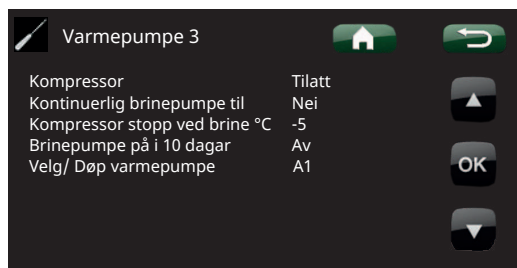 Varmepumpe 3
Kompressor Tilatt
Kontinuerlig brinepumpe til Nei
Kompressor stopp ved brine °C -5
Brinepumpe på i 10 dagar Av
Velg/ Døp varmepumpe A1
OK